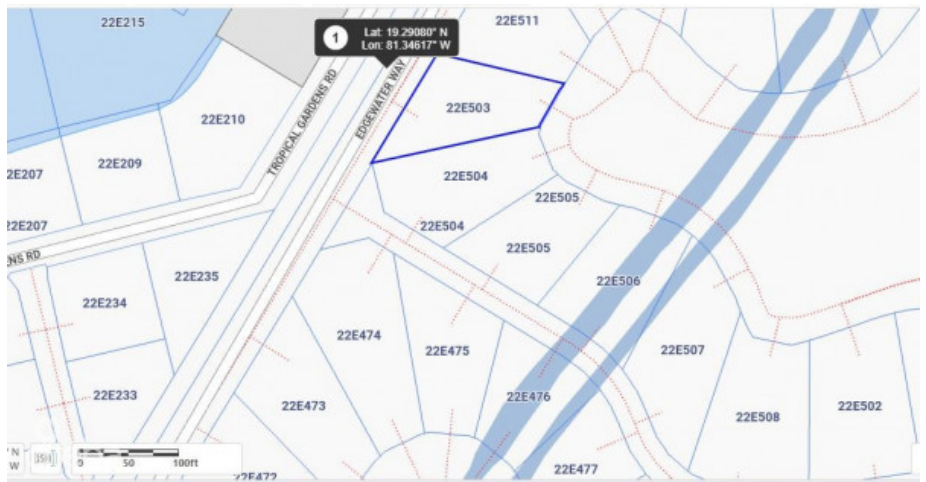 22E215
1
Lat: 19.29080° N
Lon: 81.34617° W
22E511
22E210
TROPICAL GARDENS RD
EDGEWATER WAY
22E503
22E209
22E207
22E504
22E505
22E207
22E504
22E505
NS RD
22E235
22E506
22E234
22E474
22E475
22E507
22E233
22E473
22E476
22E508
22E502
N
W
0 50 100ft
22E472
22E477